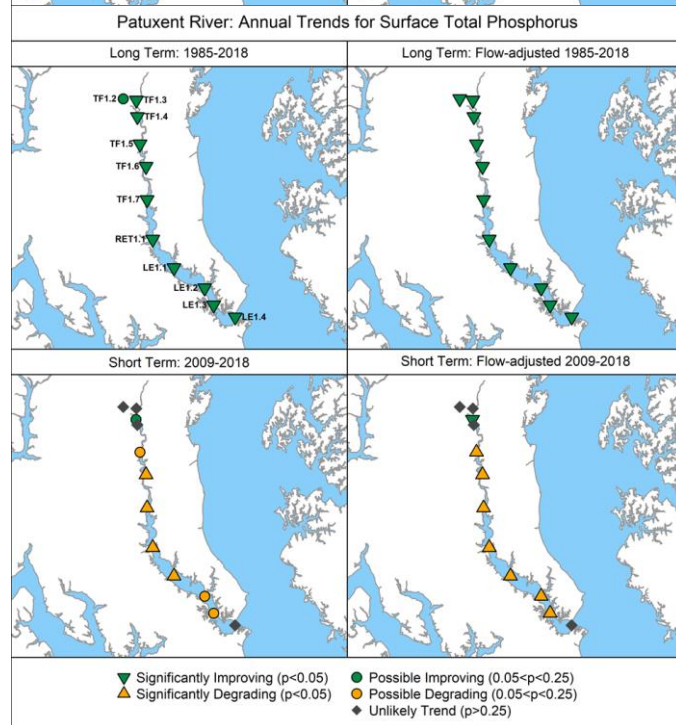 Patuxent River: Annual Trends for Surface Total Phosphorus
Long Term: 1985-2018
Long Term: Flow-adjusted 1985-2018
TF1.2
TF1.3
TF1.4
TF1.5
TF1.6
TF1.7
RET1.1
LE1.1
LE1.2
LE1.3
LE1.4
Short Term: 2009-2018
Short Term: Flow-adjusted 2009-2018
Significantly Improving (p<0.05)
Possible Improving (0.05<p<0.25)
Significantly Degrading (p<0.05)
Possible Degrading (0.05<p<0.25)
Unlikely Trend (p>0.25)